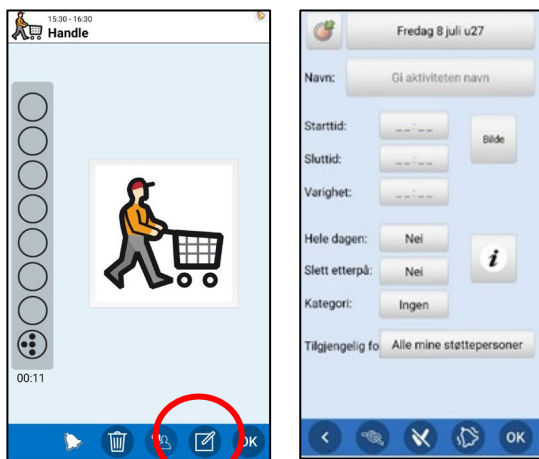 15:30 - 16:30
Handle
00:11
OK
Fredag 8 juli u27
Navn:
Gi aktiviteten navn
Starttid:
--:--
Bilde
Sluttid:
--:--
Varighet:
--:--
Hele dagen:
Nei
i
Slett etterpå:
Nei
Kategori:
Ingen
Tilgjengelig fo
Alle mine støttepersoner
OK